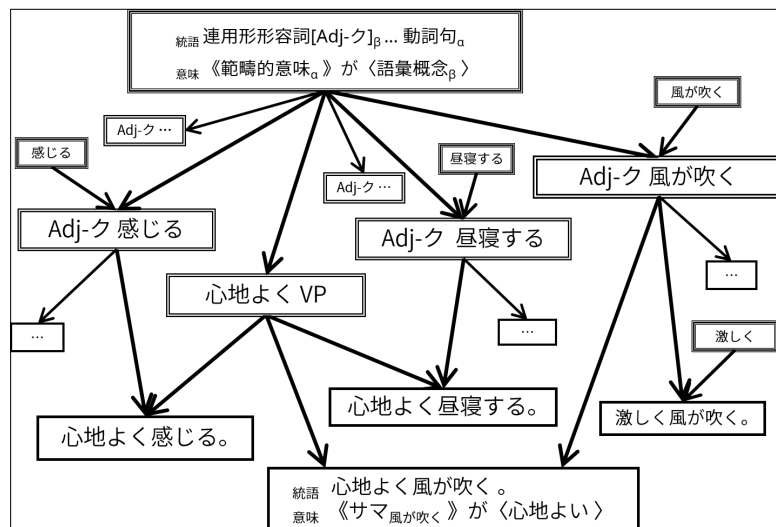 統語 連用形形容詞[Adj-ク]β … 動詞句α
意味 《範疇的意味α 》が〈語彙概念β 〉
風が吹く
Adj-ク …
感じる
昼寝する
Adj-ク 風が吹く
Adj-ク …
Adj-ク 感じる
Adj-ク 昼寝する
…
心地よく VP
…
…
激しく
心地よく昼寝する。
激しく風が吹く。
心地よく感じる。
統語 心地よく風が吹く 。
意味 《サマ風が吹く 》が〈心地よい 〉